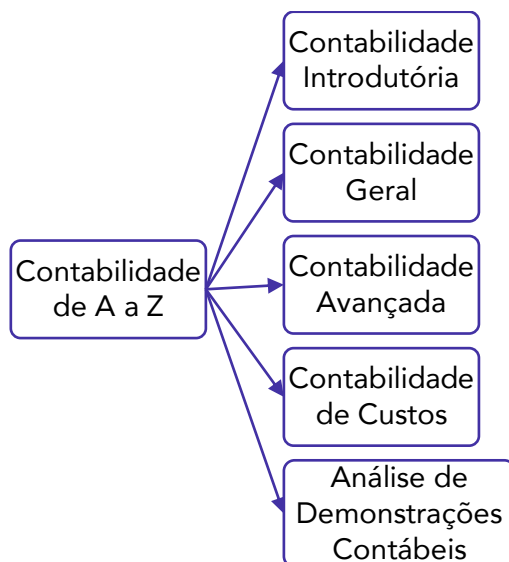 Contabilidade
Introdutória
Contabilidade
Geral
Contabilidade
de A a Z
Contabilidade
Avançada
Contabilidade
de Custos
Análise de
Demonstrações
Contábeis